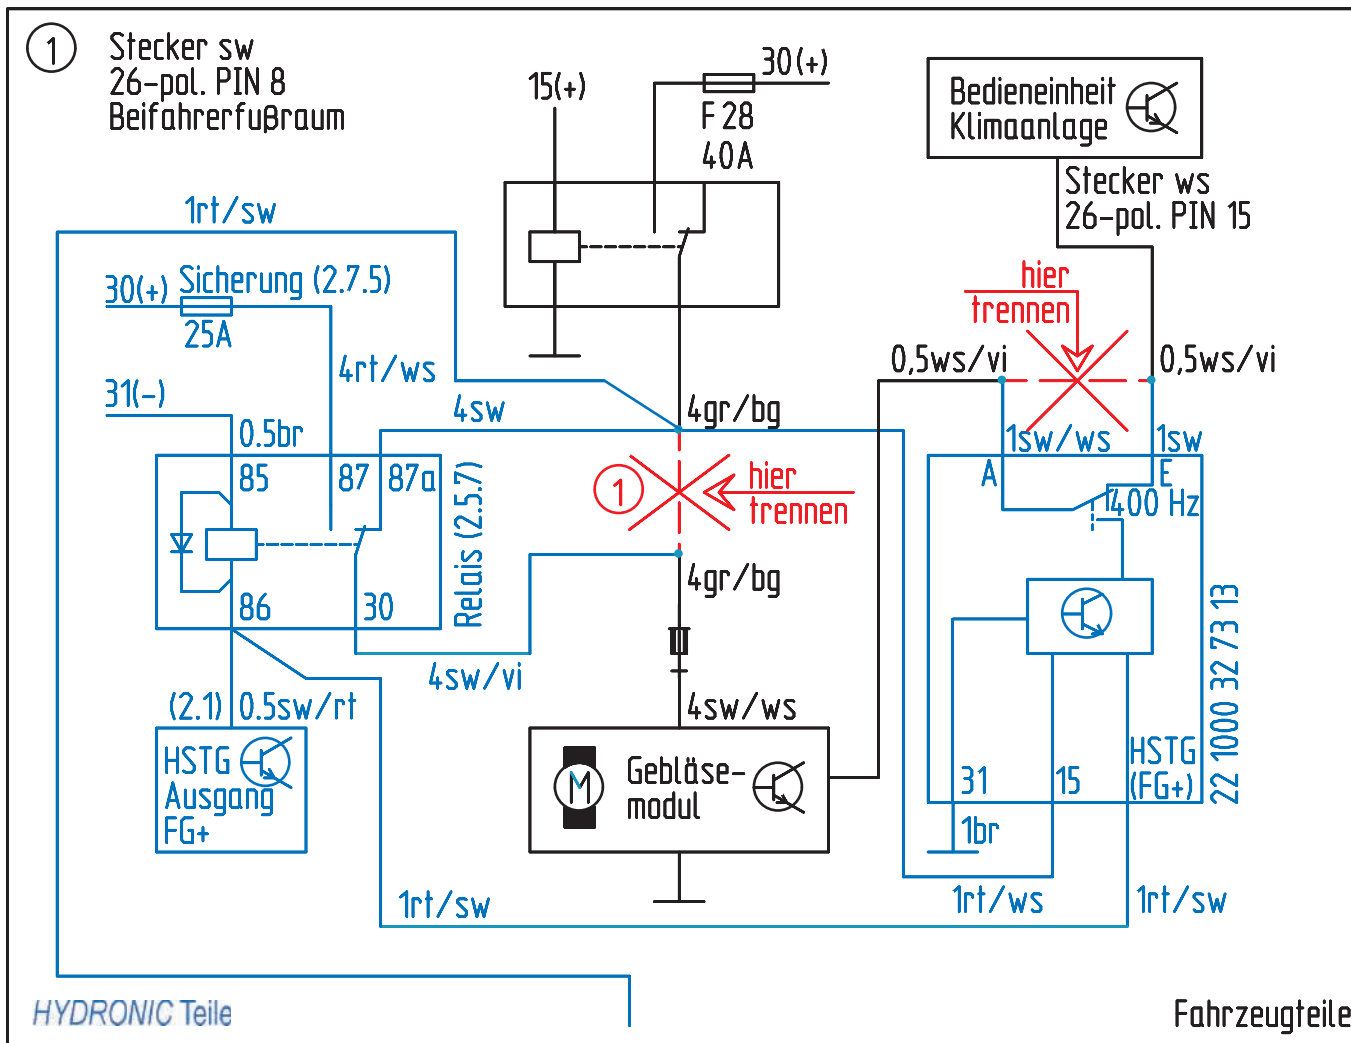 1
Stecker sw
26-pol. PIN 8
Beifahrerfußraum
15(+)
30(+)
F 28
40A
Bedieneinheit
Klimaanlage
Stecker ws
26-pol. PIN 15
1rt/sw
30(+)
Sicherung (2.7.5)
25A
4rt/ws
31(-)
0.5br
4sw
4gr/bg
hier
trennen
0,5ws/vi
0,5ws/vi
1sw/ws
1sw
A
E
400 Hz
85
87
87a
Relais (2.5.7)
86
30
1
hier
trennen
4gr/bg
4sw/vi
4sw/ws
(2.1)
0.5sw/rt
HSTG
Ausgang
FG+
M
Gebläse-
modul
31
15
HSTG
(FG+)
22 1000 32 73 13
1br
1rt/sw
1rt/ws
1rt/sw
HYDRONIC Teile
Fahrzeugteile